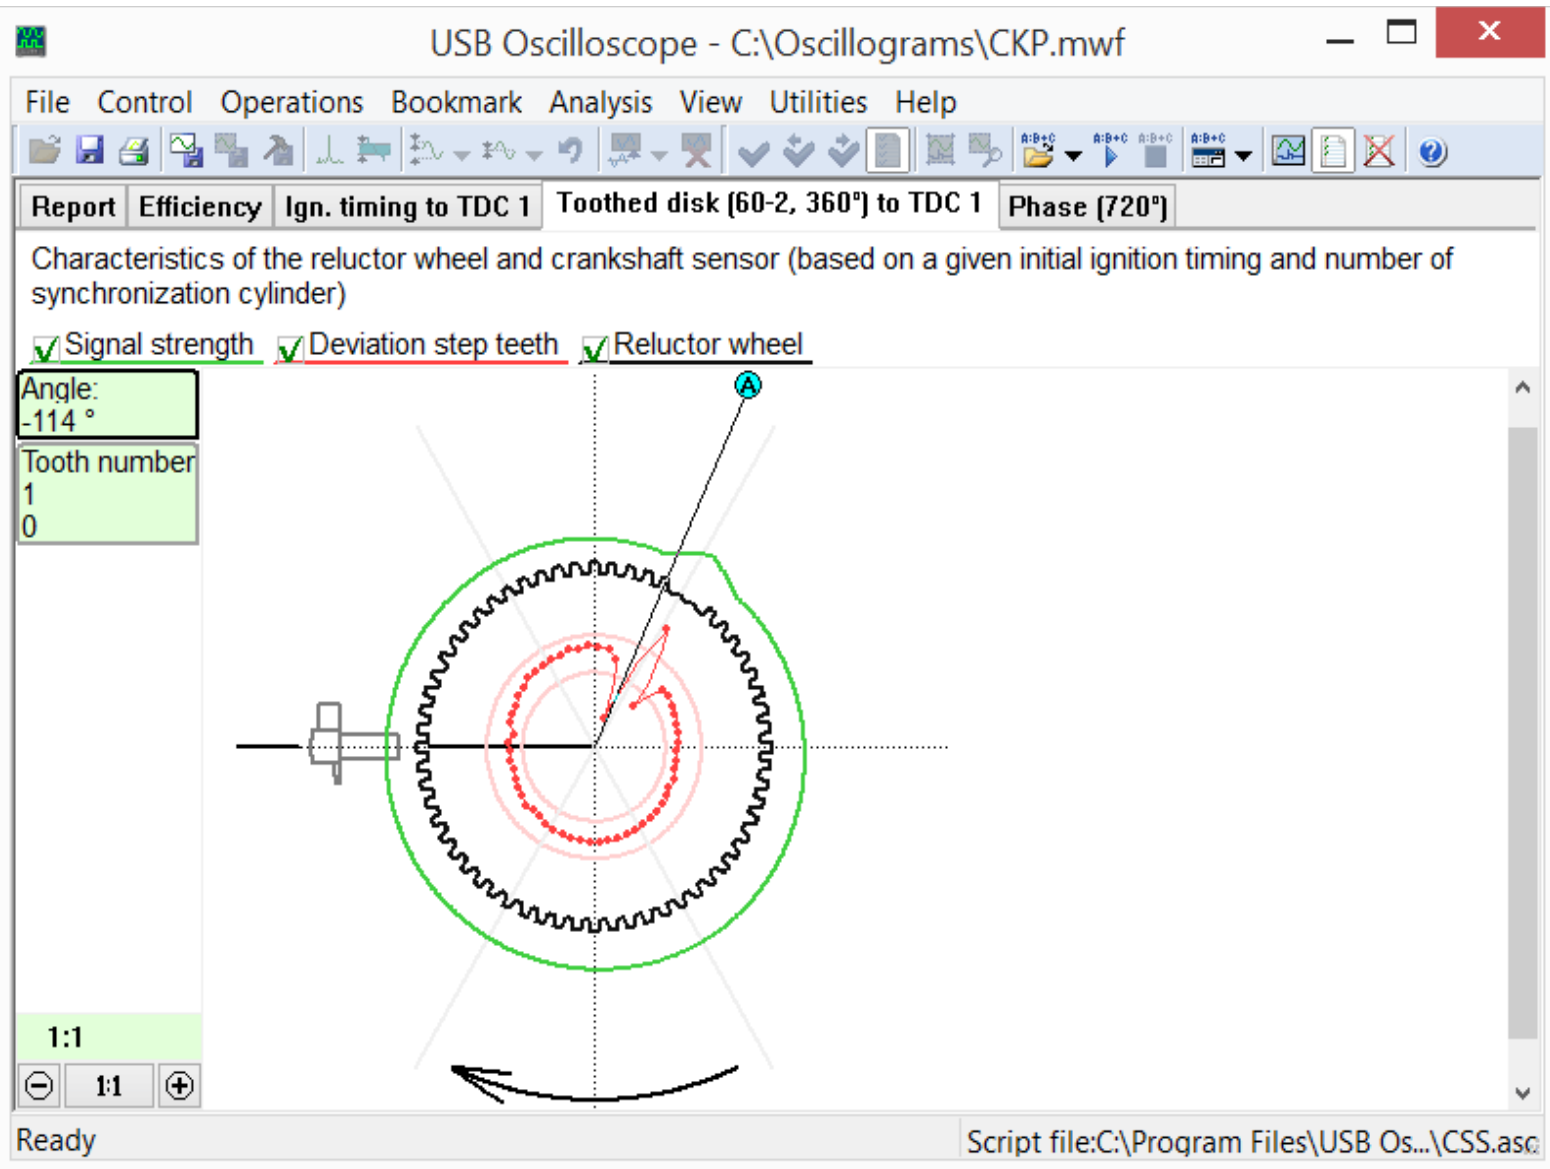 USB Oscilloscope - C:\Oscillograms\CKP.mwf
File Control Operations Bookmark Analysis View Utilities Help
A:B+C A:B+C A:B+C A:B+C
Report Efficiency Ign. timing to TDC 1 Toothed disk (60-2, 360°) to TDC 1 Phase (720°)
Characteristics of the reluctor wheel and crankshaft sensor (based on a given initial ignition timing and number of
synchronization cylinder)
Signal strength Deviation step teeth Reluctor wheel
Angle:
-114 °
A
Tooth number
1
0
1:1
1:1
Ready Script file:C:\Program Files\USB Os...\CSS.asc